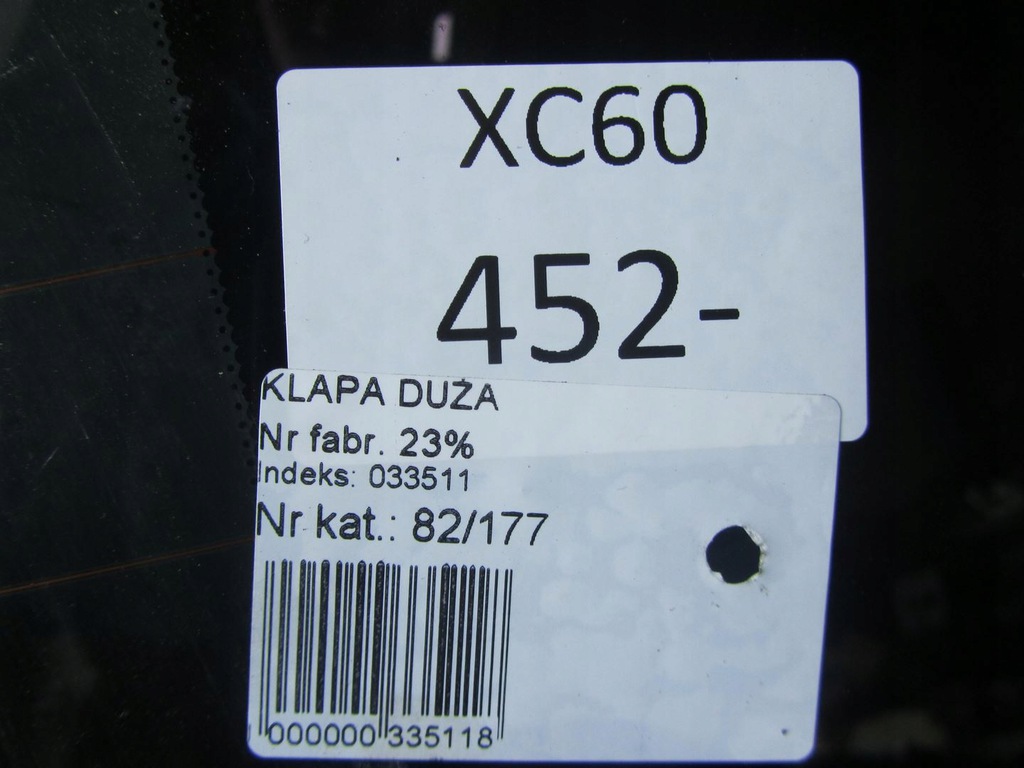 XC60
452-
KLAPA DUŻA
Nr fabr. 23%
Indeks: 033511
Nr kat.: 82/177
000000 335118